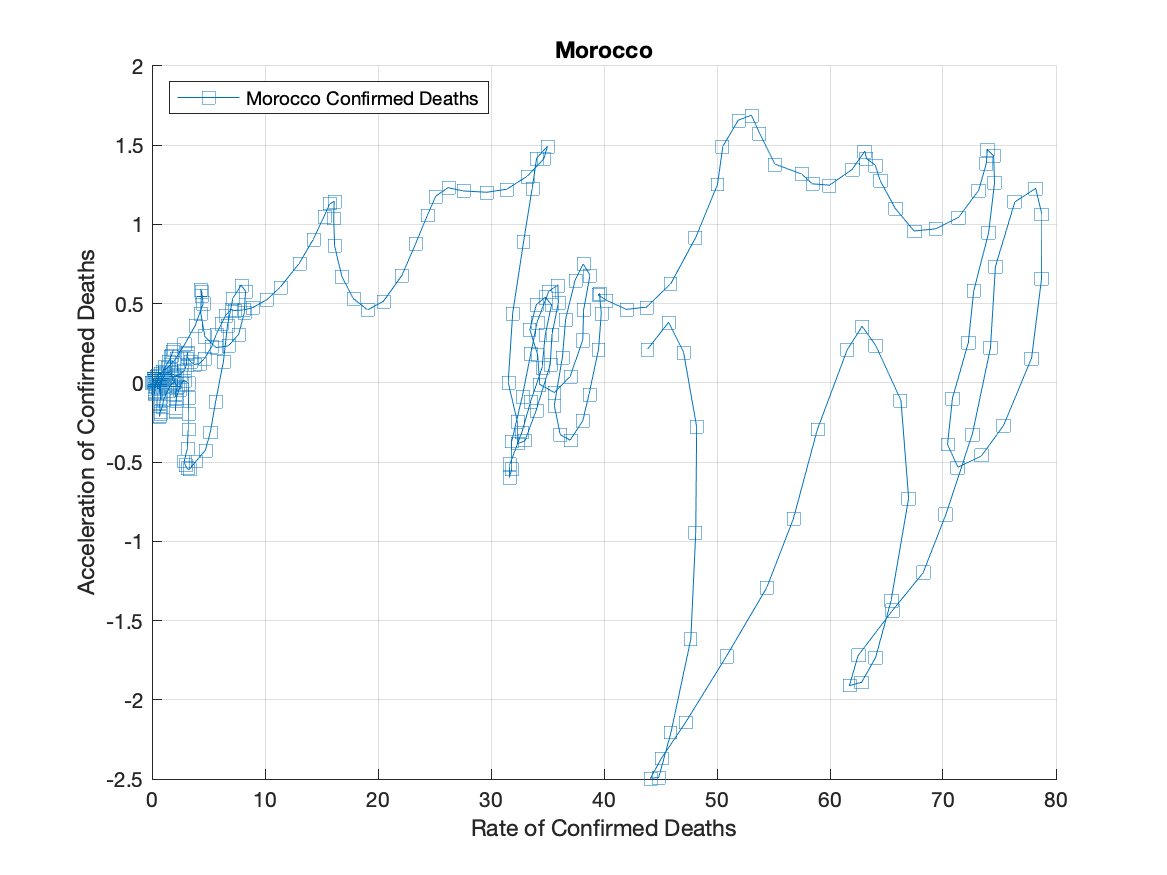 Morocco
Morocco Confirmed Deaths
Acceleration of Confirmed Deaths
2
1.5
1
0.5
0
-0.5
-1
-1.5
-2
-2.5
0 10 20 30 40 50 60 70 80
Rate of Confirmed Deaths